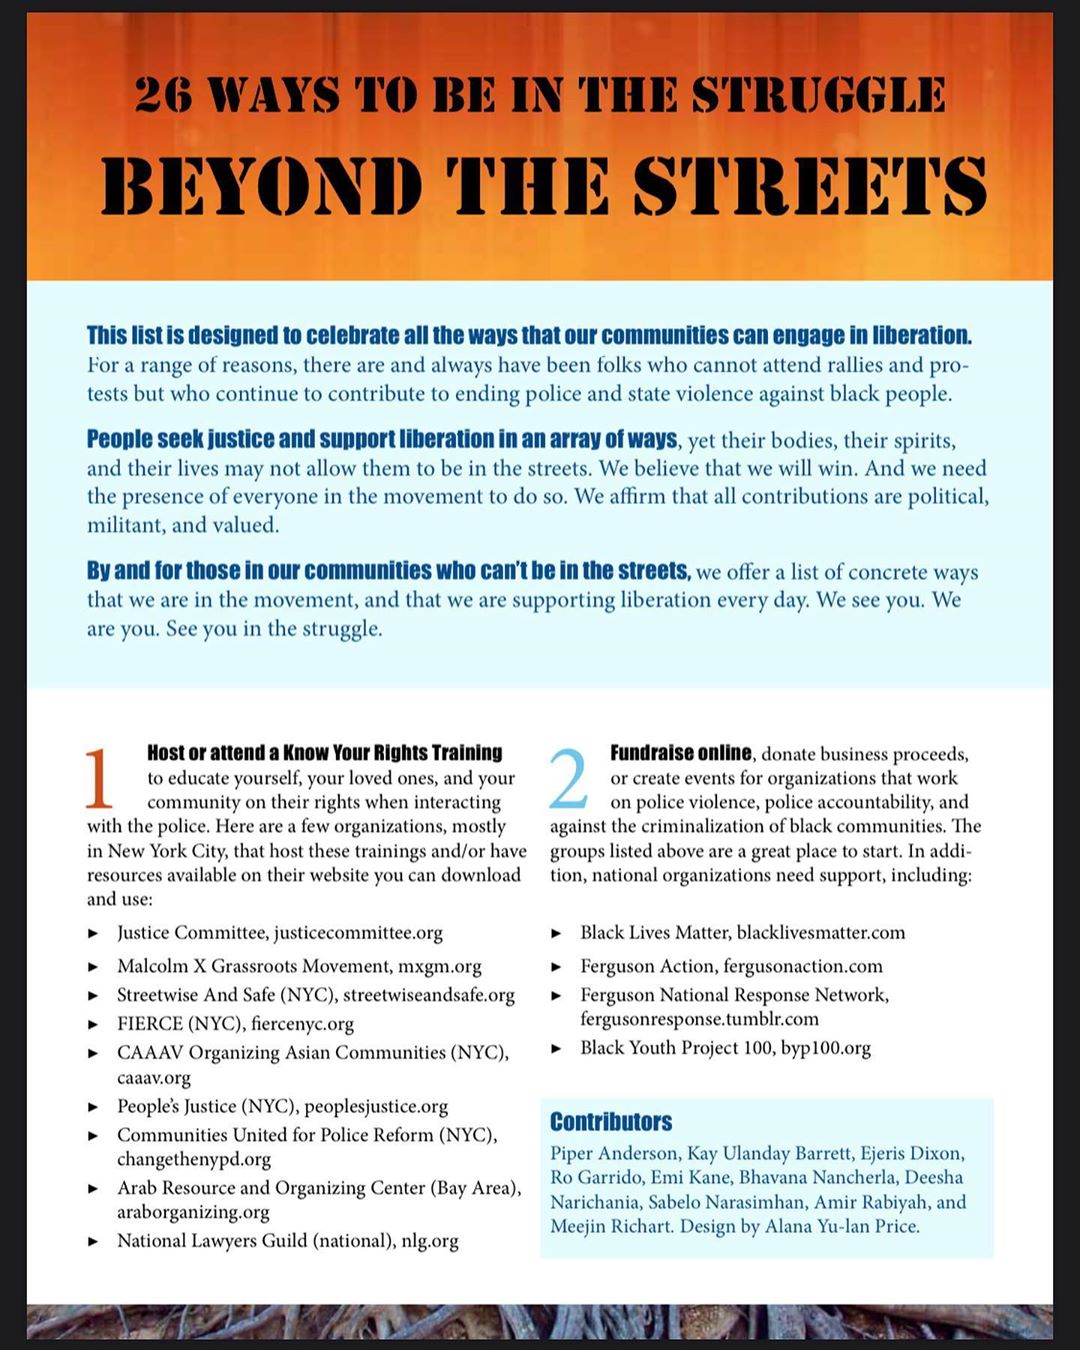 26 WAYS TO BE IN THE STRUGGLE
BEYOND THE STREETS
This list is designed to celebrate all the ways that our communities can engage in liberation.
For a range of reasons, there are and always have been folks who cannot attend rallies and pro-
tests but who continue to contribute to ending police and state violence against black people.
People seek justice and support liberation in an array of ways, yet their bodies, their spirits,
and their lives may not allow them to be in the streets. We believe that we will win. And we need
the presence of everyone in the movement to do so. We affirm that all contributions are political,
militant, and valued.
By and for those in our communities who can't be in the streets, we offer a list of concrete ways
that we are in the movement, and that we are supporting liberation every day. We see you. We
are you. See you in the struggle.
1 Host or attend a Know Your Rights Training
to educate yourself, your loved ones, and your
community on their rights when interacting
with the police. Here are a few organizations, mostly
in New York City, that host these trainings and/or have
resources available on their website you can download
and use:
► Justice Committee, justicecommittee.org
► Malcolm X Grassroots Movement, mxgm.org
► Streetwise And Safe (NYC), streetwiseandsafe.org
► FIERCE (NYC), fiercenyc.org
► CAAAV Organizing Asian Communities (NYC),
caaav.org
► People's Justice (NYC), peoplesjustice.org
► Communities United for Police Reform (NYC),
changethenypd.org
► Arab Resource and Organizing Center (Bay Area),
araborganizing.org
► National Lawyers Guild (national), nlg.org
2 Fundraise online, donate business proceeds,
or create events for organizations that work
on police violence, police accountability, and
against the criminalization of black communities. The
groups listed above are a great place to start. In addi-
tion, national organizations need support, including:
► Black Lives Matter, blacklivesmatter.com
► Ferguson Action, fergusonaction.com
► Ferguson National Response Network,
fergusonresponse.tumblr.com
► Black Youth Project 100, byp100.org
Contributors
Piper Anderson, Kay Ulanday Barrett, Ejeris Dixon,
Ro Garrido, Emi Kane, Bhavana Nancherla, Deesha
Narichania, Sabelo Narasimhan, Amir Rabiyah, and
Meejin Richart. Design by Alana Yu-lan Price.